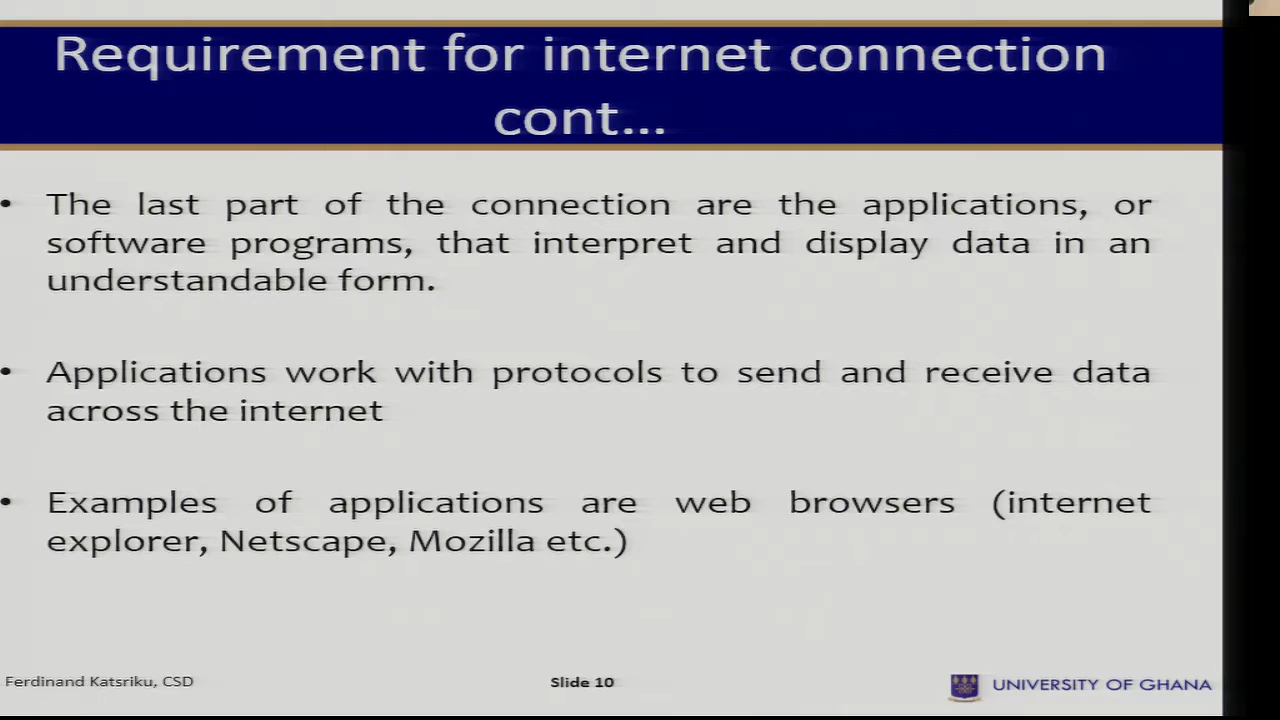 Requirement for internet connection
cont...
• The last part of the connection are the applications, or
software programs, that interpret and display data in an
understandable form.
• Applications work with protocols to send and receive data
across the internet
• Examples of applications are web browsers (internet
explorer, Netscape, Mozilla etc.)
Ferdinand Katsriku, CSD
Slide 10
UNIVERSITY OF GHANA